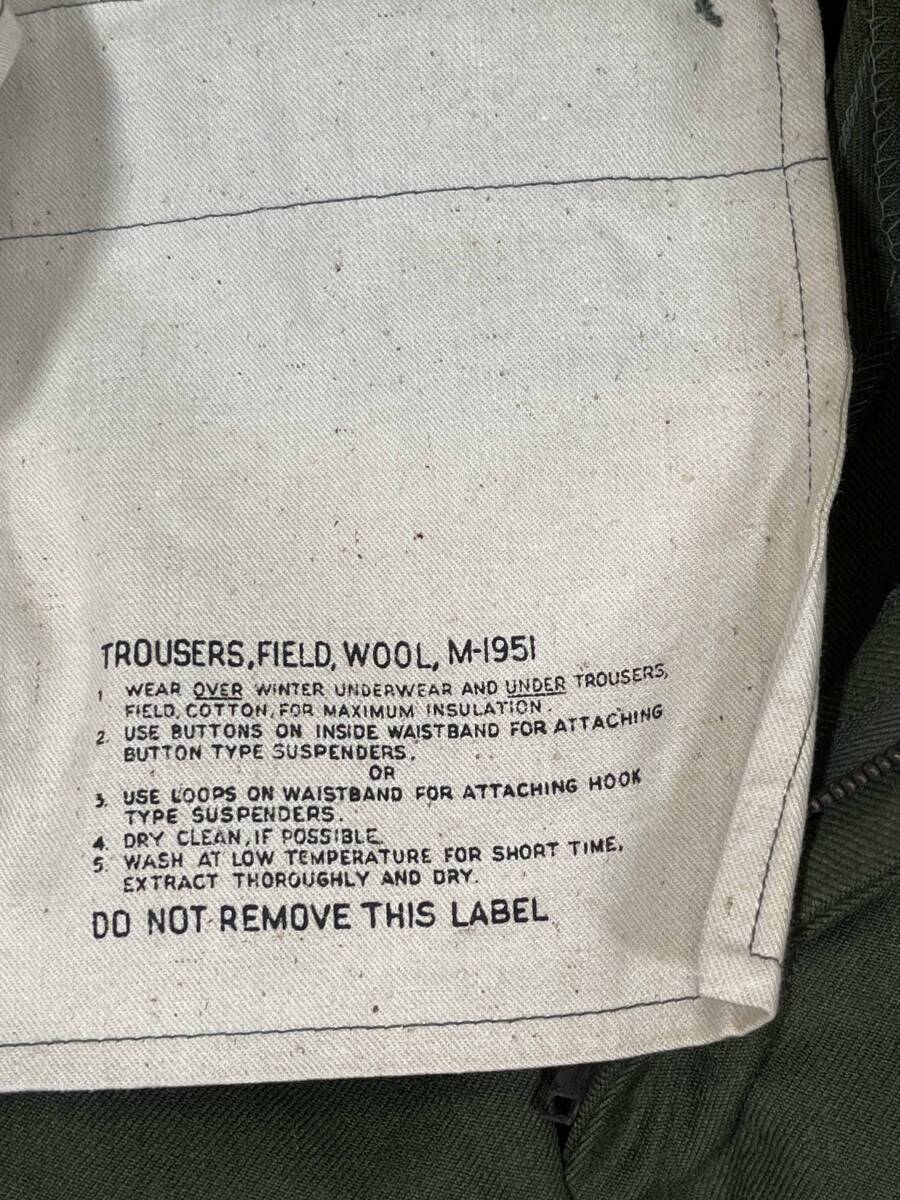 TROUSERS, FIELD, WOOL, M-1951
1 WEAR OVER WINTER UNDERWEAR AND UNDER TROUSERS,
FIELD, COTTON, FOR MAXIMUM INSULATION.
2. USE BUTTONS ON INSIDE WAISTBAND FOR ATTACHING
BUTTON TYPE SUSPENDERS.
OR
3. USE LOOPS ON WAISTBAND FOR ATTACHING HOOK
TYPE SUSPENDERS.
4. DRY CLEAN, IF POSSIBLE
5. WASH AT LOW TEMPERATURE FOR SHORT TIME,
EXTRACT THOROUGHLY AND DRY.
DO NOT REMOVE THIS LABEL